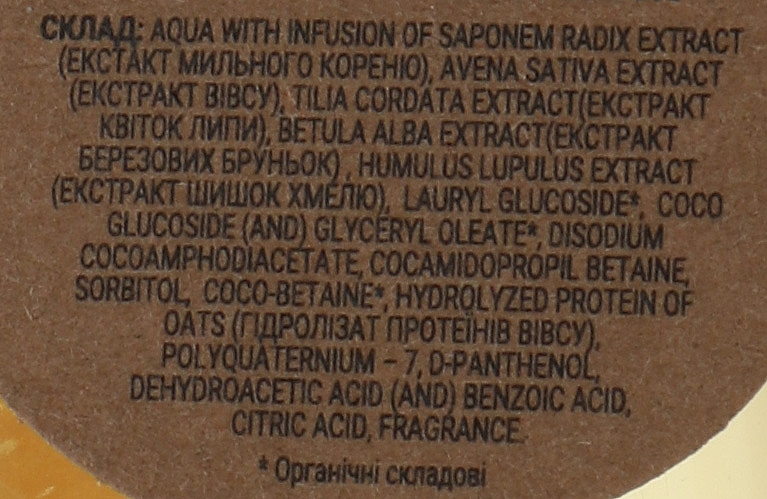 СКЛАД: AQUA WITH INFUSION OF SAPONEM RADIX EXTRACT
(ЕКСТАКТ МИЛЬНОГО КОРЕНЮ), AVENA SATIVA EXTRACT
(ЕКСТРАКТ ВІВСУ), TILIA CORDATA EXTRACT(ЕКСТРАКТ
КВІТОК ЛИПИ), BETULA ALBA EXTRACT(ЕКСТРАКТ
БЕРЕЗОВИХ БРУНЬОК) , HUMULUS LUPULUS EXTRACT
(ЕКСТРАКТ ШИШОК ХМЕЛЮ), LAURYL GLUCOSIDE*, COCO
GLUCOSIDE (AND) GLYCERYL OLEATE*, DISODIUM
COCOAMPHODIACETATE, COCAMIDOPROPIL BETAINE,
SORBITOL, COCO-BETAINE*, HYDROLYZED PROTEIN OF
OATS (ГІДРОЛІЗАТ ПРОТЕЇНІВ ВІВСУ),
POLYQUATERNIUM – 7, D-PANTHENOL,
DEHYDROACETIC ACID (AND) BENZOIC ACID,
CITRIC ACID, FRAGRANCE.
* Органічні складові